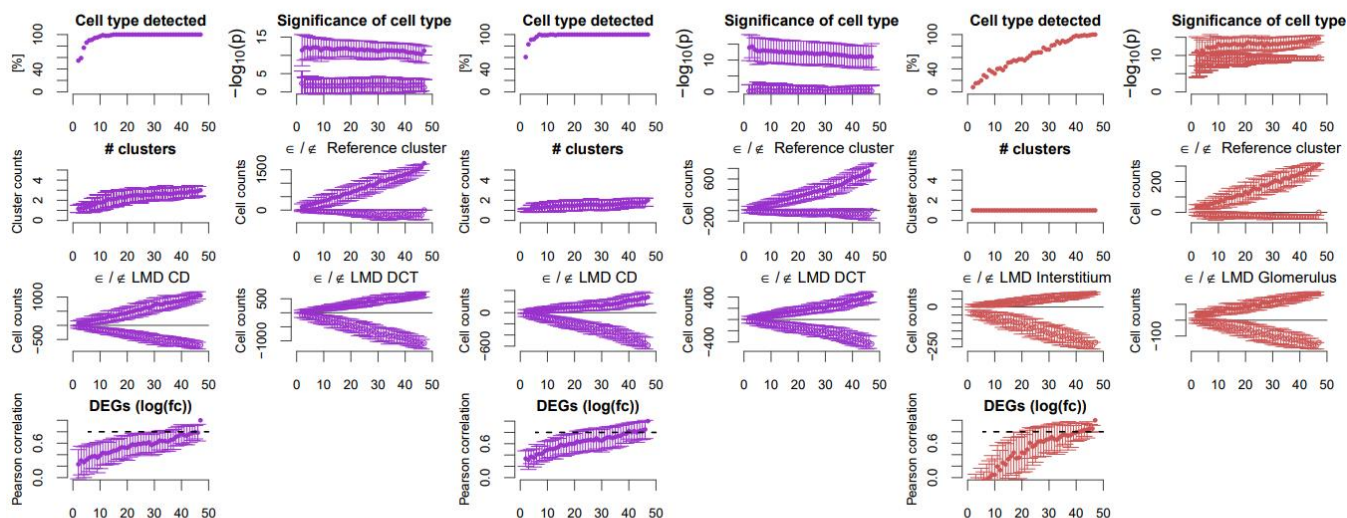 Cell type detected
[%]
100
40
0
0 10 20 30 40 50
Significance of cell type
−log10(p)
15
5
0
0 10 20 30 40 50
Cell type detected
[%]
100
40
0
0 10 20 30 40 50
Significance of cell type
−log10(p)
10
0
0 10 20 30 40 50
Cell type detected
[%]
100
40
0
0 10 20 30 40 50
Significance of cell type
−log10(p)
10
0
0 10 20 30 40 50
# clusters
Cluster counts
4
2
0
0 10 20 30 40 50
∈ / ∉ Reference cluster
Cell counts
1500
0
0 10 20 30 40 50
# clusters
Cluster counts
4
2
0
0 10 20 30 40 50
∈ / ∉ Reference cluster
Cell counts
600
−200
0 10 20 30 40 50
# clusters
Cluster counts
4
2
0
0 10 20 30 40 50
∈ / ∉ Reference cluster
Cell counts
200
0
0 10 20 30 40 50
∈ / ∉ LMD CD
Cell counts
1000
−500
0 10 20 30 40 50
∈ / ∉ LMD DCT
Cell counts
500
−1000
0 10 20 30 40 50
∈ / ∉ LMD CD
Cell counts
0
−600
0 10 20 30 40 50
∈ / ∉ LMD DCT
Cell counts
400
−400
0 10 20 30 40 50
∈ / ∉ LMD Interstitium
Cell counts
0
−250
0 10 20 30 40 50
∈ / ∉ LMD Glomerulus
Cell counts
−100
0 10 20 30 40 50
DEGs (log(fc))
Pearson correlation
0.6
0.0
0 10 20 30 40 50
DEGs (log(fc))
Pearson correlation
0.6
0.0
0 10 20 30 40 50
DEGs (log(fc))
Pearson correlation
0.6
0.0
0 10 20 30 40 50